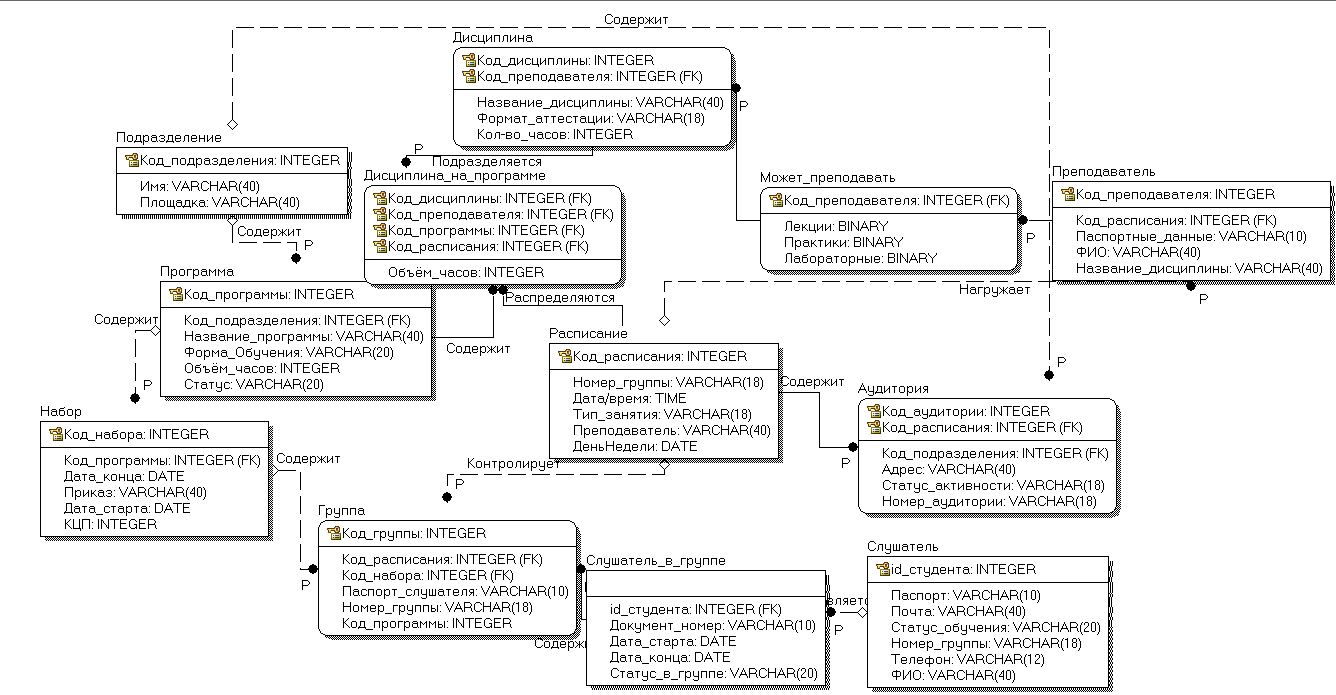 Содержит
Дисциплина
Код_дисциплины: INTEGER
Код_преподавателя: INTEGER (FK)
Название_дисциплины: VARCHAR(40)
Формат_аттестации: VARCHAR(18)
Кол-во_часов: INTEGER
P
Подразделение
Код_подразделения: INTEGER
Имя: VARCHAR(40)
Площадка: VARCHAR(40)
P
Подразделяется
Дисциплина_на_программе
Код_дисциплины: INTEGER (FK)
Код_преподавателя: INTEGER (FK)
Код_программы: INTEGER (FK)
Код_расписания: INTEGER (FK)
Объём_часов: INTEGER
Может_преподавать
Код_преподавателя: INTEGER (FK)
Лекции: BINARY
Практики: BINARY
Лабораторные: BINARY
P
Преподаватель
Код_преподавателя: INTEGER
Код_расписания: INTEGER (FK)
Паспортные_данные: VARCHAR(10)
ФИО: VARCHAR(40)
Название_дисциплины: VARCHAR(40)
P
Содержит
P
Программа
Код_программы: INTEGER
Код_подразделения: INTEGER (FK)
Название_программы: VARCHAR(40)
Форма_Обучения: VARCHAR(20)
Объём_часов: INTEGER
Статус: VARCHAR(20)
Распределяются
Нагружает
Содержит
P
Содержит
Расписание
Код_расписания: INTEGER
Номер_группы: VARCHAR(18)
Дата/время: TIME
Тип_занятия: VARCHAR(18)
Преподаватель: VARCHAR(40)
ДеньНедели: DATE
Содержит
P
P
Аудитория
Код_аудитории: INTEGER
Код_расписания: INTEGER (FK)
Код_подразделения: INTEGER (FK)
Адрес: VARCHAR(40)
Статус_активности: VARCHAR(18)
Номер_аудитории: VARCHAR(18)
Набор
Код_набора: INTEGER
Код_программы: INTEGER (FK)
Дата_конца: DATE
Приказ: VARCHAR(40)
Дата_старта: DATE
КЦП: INTEGER
Содержит
P
Контролирует
P
Группа
Код_группы: INTEGER
Код_расписания: INTEGER (FK)
Код_набора: INTEGER (FK)
Паспорт_слушателя: VARCHAR(10)
Номер_группы: VARCHAR(18)
Код_программы: INTEGER
Слушатель_в_группе
id_студента: INTEGER (FK)
Документ_номер: VARCHAR(10)
Дата_старта: DATE
Дата_конца: DATE
Статус_в_группе: VARCHAR(20)
P
Слушатель
id_студента: INTEGER
Паспорт: VARCHAR(10)
Почта: VARCHAR(40)
Статус_обучения: VARCHAR(20)
Номер_группы: VARCHAR(18)
Телефон: VARCHAR(12)
ФИО: VARCHAR(40)